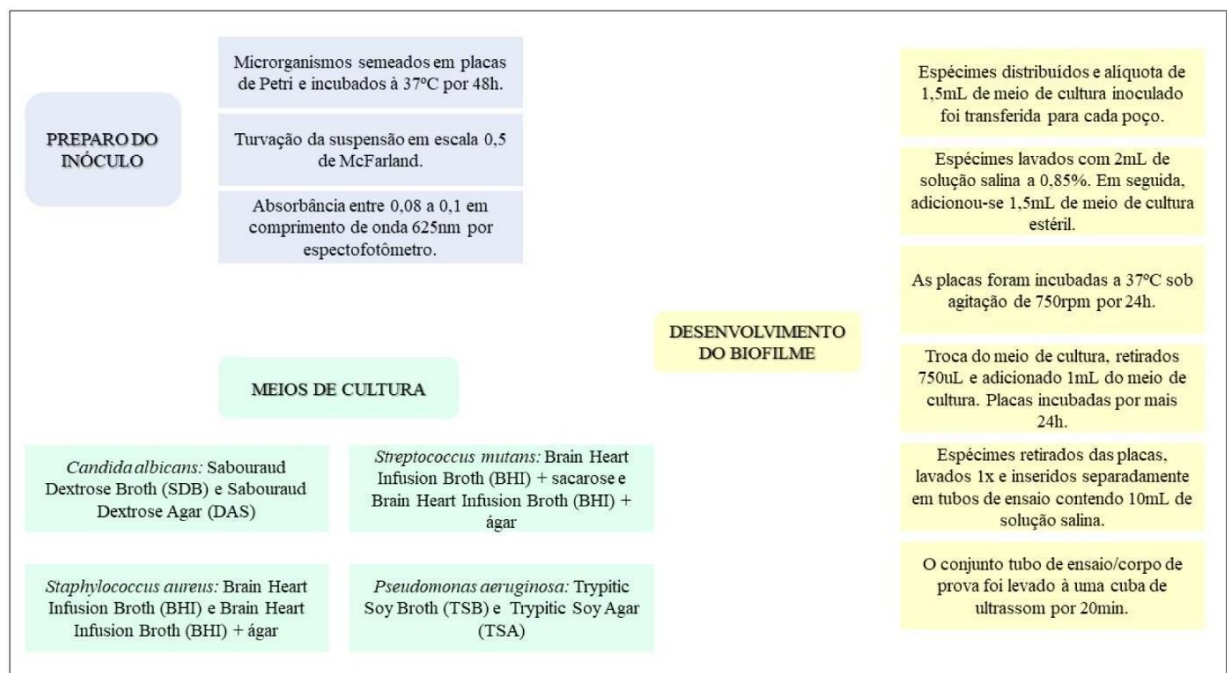 PREPARO DO
INÓCULO
Microrganismos semeados em placas
de Petri e incubados à 37ºC por 48h.
Turvação da suspensão em escala 0,5
de McFarland.
Absorbância entre 0,08 a 0,1 em
comprimento de onda 625nm por
espectofotômetro.
MEIOS DE CULTURA
Candida albicans: Sabouraud
Dextrose Broth (SDB) e Sabouraud
Dextrose Agar (DAS)
Streptococcus mutans: Brain Heart
Infusion Broth (BHI) + sacarose e
Brain Heart Infusion Broth (BHI) +
ágar
Staphylococcus aureus: Brain Heart
Infusion Broth (BHI) e Brain Heart
Infusion Broth (BHI) + ágar
Pseudomonas aeruginosa: Trypitic
Soy Broth (TSB) e Trypitic Soy Agar
(TSA)
DESENVOLVIMENTO
DO BIOFILME
Espécimes distribuídos e alíquota de
1,5mL de meio de cultura inoculado
foi transferida para cada poço.
Espécimes lavados com 2mL de
solução salina a 0,85%. Em seguida,
adicionou-se 1,5mL de meio de cultura
estéril.
As placas foram incubadas a 37ºC sob
agitação de 750rpm por 24h.
Troca do meio de cultura, retirados
750uL e adicionado 1mL do meio de
cultura. Placas incubadas por mais
24h.
Espécimes retirados das placas,
lavados 1x e inseridos separadamente
em tubos de ensaio contendo 10mL de
solução salina.
O conjunto tubo de ensaio/corpo de
prova foi levado à uma cuba de
ultrassom por 20min.